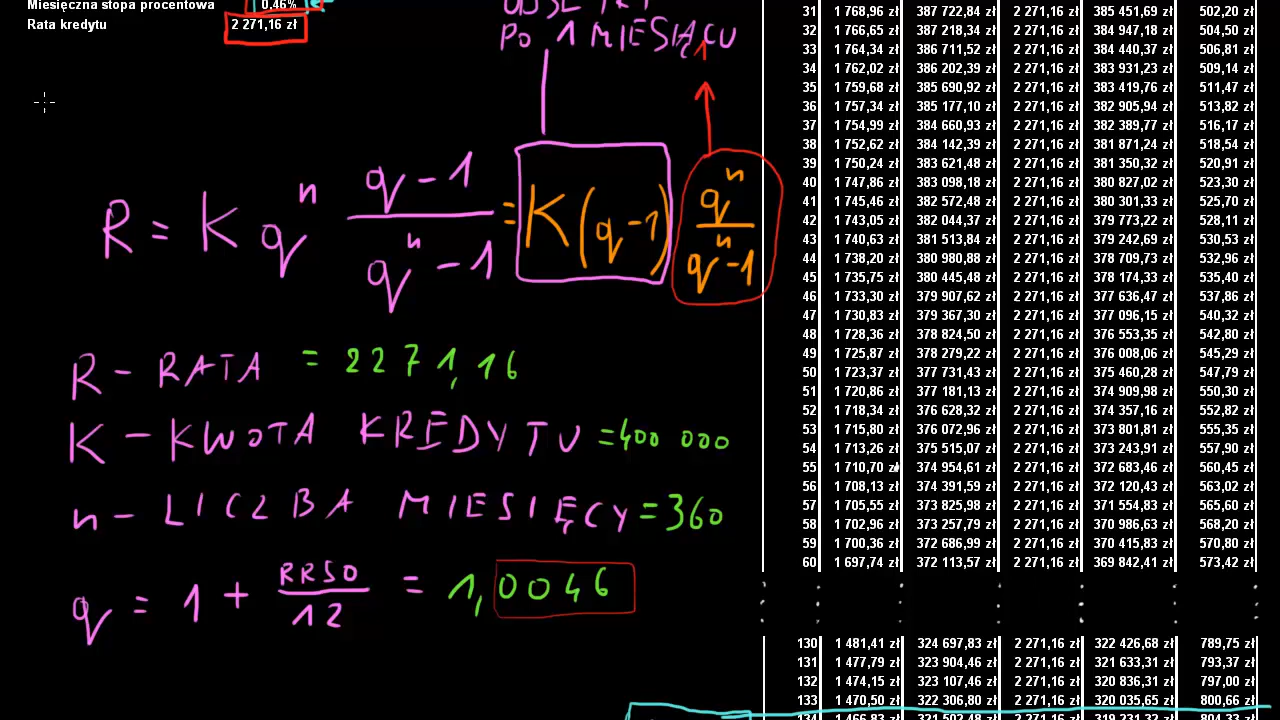 Miesięczna stopa procentowa 0,46%
Rata kredytu 2 271,16 zł
PO 1 MIESIĄCU
1
R = K q^n (q - 1)/(q^n - 1) = K(q-1) q^n/(q^n-1)
R - RATA = 2271,16
K - KWOTA KREDYTU = 400 000
n - LICZBA MIESIĘCY = 360
q = 1 + RRSO/12 = 1,0046
31 1 768,96 zł 387 722,84 zł 2 271,16 zł 385 451,69 zł 502,20 zł
32 1 766,65 zł 387 218,34 zł 2 271,16 zł 384 947,18 zł 504,50 zł
33 1 764,34 zł 386 711,52 zł 2 271,16 zł 384 440,37 zł 506,81 zł
34 1 762,02 zł 386 202,39 zł 2 271,16 zł 383 931,23 zł 509,14 zł
35 1 759,68 zł 385 690,92 zł 2 271,16 zł 383 419,76 zł 511,47 zł
36 1 757,34 zł 385 177,10 zł 2 271,16 zł 382 905,94 zł 513,82 zł
37 1 754,99 zł 384 660,93 zł 2 271,16 zł 382 389,77 zł 516,17 zł
38 1 752,62 zł 384 142,39 zł 2 271,16 zł 381 871,24 zł 518,54 zł
39 1 750,24 zł 383 621,48 zł 2 271,16 zł 381 350,32 zł 520,91 zł
40 1 747,86 zł 383 098,18 zł 2 271,16 zł 380 827,02 zł 523,30 zł
41 1 745,46 zł 382 572,48 zł 2 271,16 zł 380 301,33 zł 525,70 zł
42 1 743,05 zł 382 044,37 zł 2 271,16 zł 379 773,22 zł 528,11 zł
43 1 740,63 zł 381 513,84 zł 2 271,16 zł 379 242,69 zł 530,53 zł
44 1 738,20 zł 380 980,88 zł 2 271,16 zł 378 709,73 zł 532,96 zł
45 1 735,75 zł 380 445,48 zł 2 271,16 zł 378 174,33 zł 535,40 zł
46 1 733,30 zł 379 907,62 zł 2 271,16 zł 377 636,47 zł 537,86 zł
47 1 730,83 zł 379 367,30 zł 2 271,16 zł 377 096,15 zł 540,32 zł
48 1 728,36 zł 378 824,50 zł 2 271,16 zł 376 553,35 zł 542,80 zł
49 1 725,87 zł 378 279,22 zł 2 271,16 zł 376 008,06 zł 545,29 zł
50 1 723,37 zł 377 731,43 zł 2 271,16 zł 375 460,28 zł 547,79 zł
51 1 720,86 zł 377 181,13 zł 2 271,16 zł 374 909,98 zł 550,30 zł
52 1 718,34 zł 376 628,32 zł 2 271,16 zł 374 357,16 zł 552,82 zł
53 1 715,80 zł 376 072,96 zł 2 271,16 zł 373 801,81 zł 555,35 zł
54 1 713,26 zł 375 515,07 zł 2 271,16 zł 373 243,91 zł 557,90 zł
55 1 710,70 zł 374 954,61 zł 2 271,16 zł 372 683,46 zł 560,45 zł
56 1 708,13 zł 374 391,59 zł 2 271,16 zł 372 120,43 zł 563,02 zł
57 1 705,55 zł 373 825,98 zł 2 271,16 zł 371 554,83 zł 565,60 zł
58 1 702,96 zł 373 257,79 zł 2 271,16 zł 370 986,63 zł 568,20 zł
59 1 700,36 zł 372 686,99 zł 2 271,16 zł 370 415,83 zł 570,80 zł
60 1 697,74 zł 372 113,57 zł 2 271,16 zł 369 842,41 zł 573,42 zł
130 1 481,41 zł 324 697,83 zł 2 271,16 zł 322 426,68 zł 789,75 zł
131 1 477,79 zł 323 904,46 zł 2 271,16 zł 321 633,31 zł 793,37 zł
132 1 474,15 zł 323 107,46 zł 2 271,16 zł 320 836,31 zł 797,00 zł
133 1 470,50 zł 322 306,80 zł 2 271,16 zł 320 035,65 zł 800,66 zł